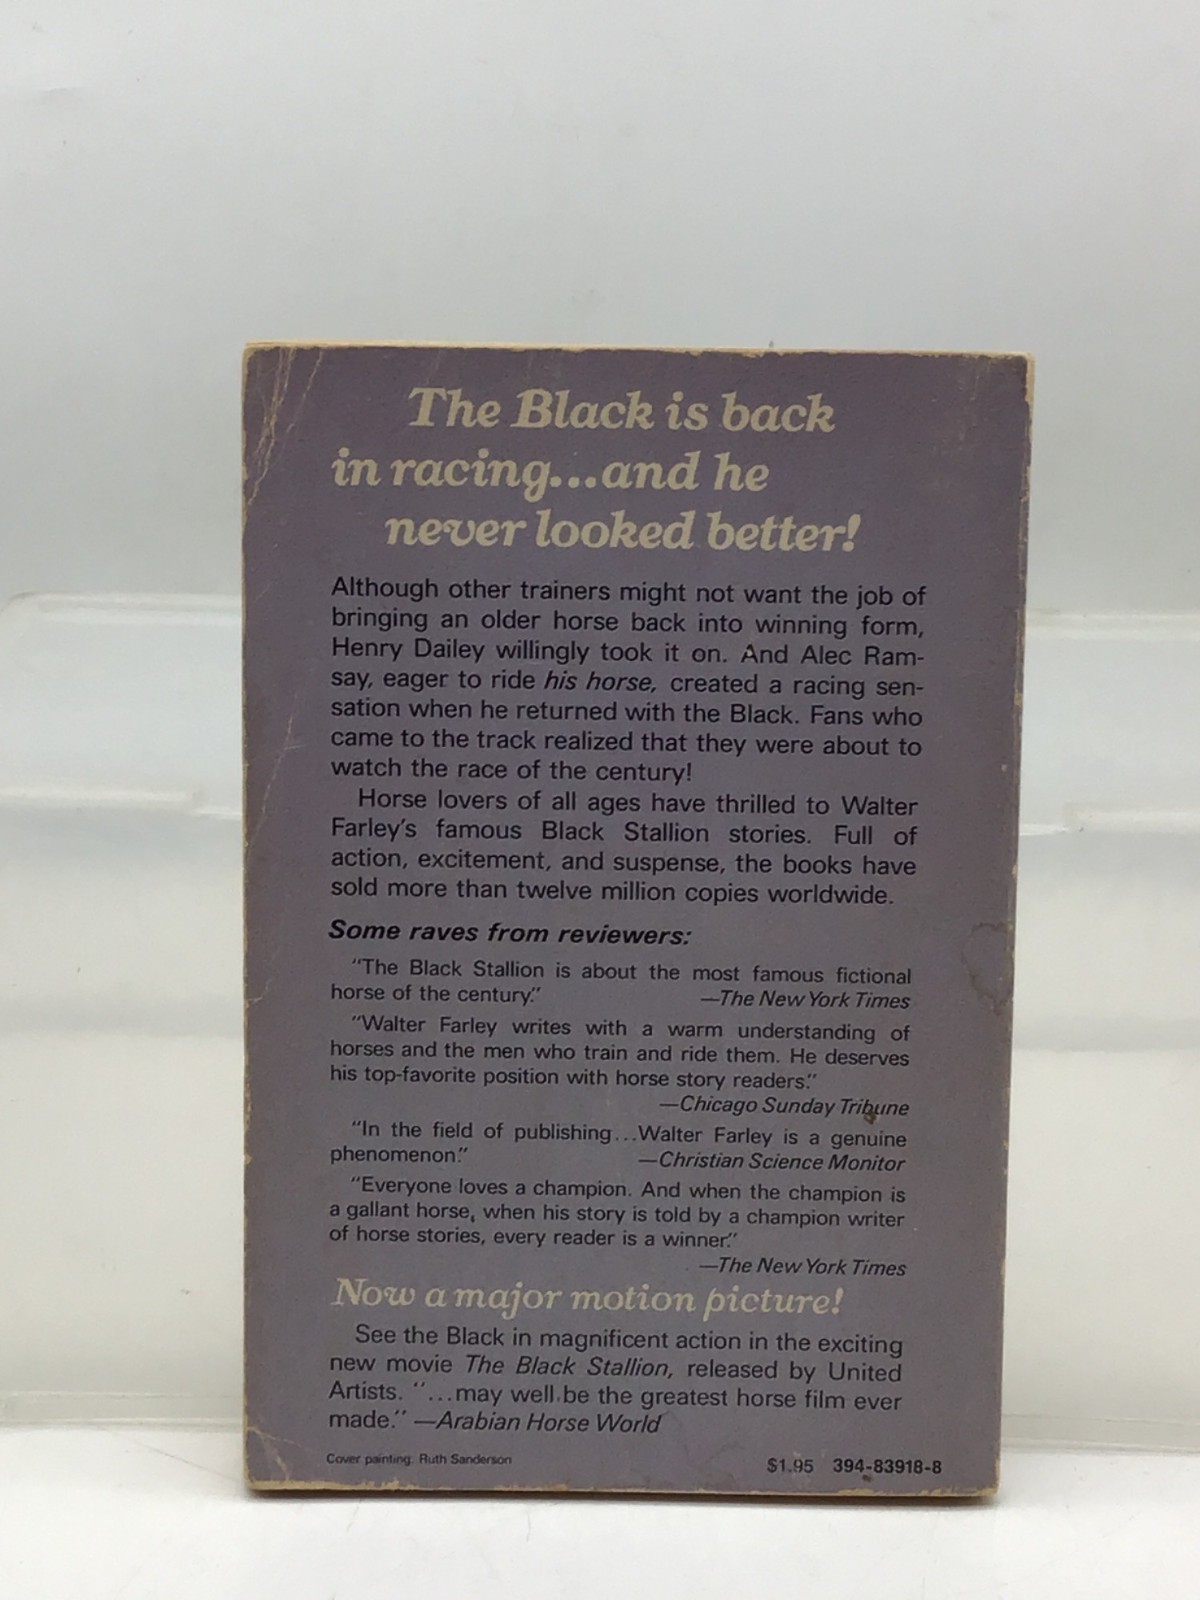 The Black is back
in racing...and he
never looked better!
Although other trainers might not want the job of
bringing an older horse back into winning form,
Henry Dailey willingly took it on. And Alec Ram-
say, eager to ride his horse, created a racing sen-
sation when he returned with the Black. Fans who
came to the track realized that they were about to
watch the race of the century!
Horse lovers of all ages have thrilled to Walter
Farley's famous Black Stallion stories. Full of
action, excitement, and suspense, the books have
sold more than twelve million copies worldwide.
Some raves from reviewers:
"The Black Stallion is about the most famous fictional
horse of the century." —The New York Times
"Walter Farley writes with a warm understanding of
horses and the men who train and ride them. He deserves
his top-favorite position with horse story readers."
—Chicago Sunday Tribune
"In the field of publishing...Walter Farley is a genuine
phenomenon." —Christian Science Monitor
"Everyone loves a champion. And when the champion is
a gallant horse, when his story is told by a champion writer
of horse stories, every reader is a winner."
—The New York Times
Now a major motion picture!
See the Black in magnificent action in the exciting
new movie The Black Stallion, released by United
Artists. "...may well be the greatest horse film ever
made." —Arabian Horse World
Cover painting: Ruth Sanderson
$1.95 394-83918-8